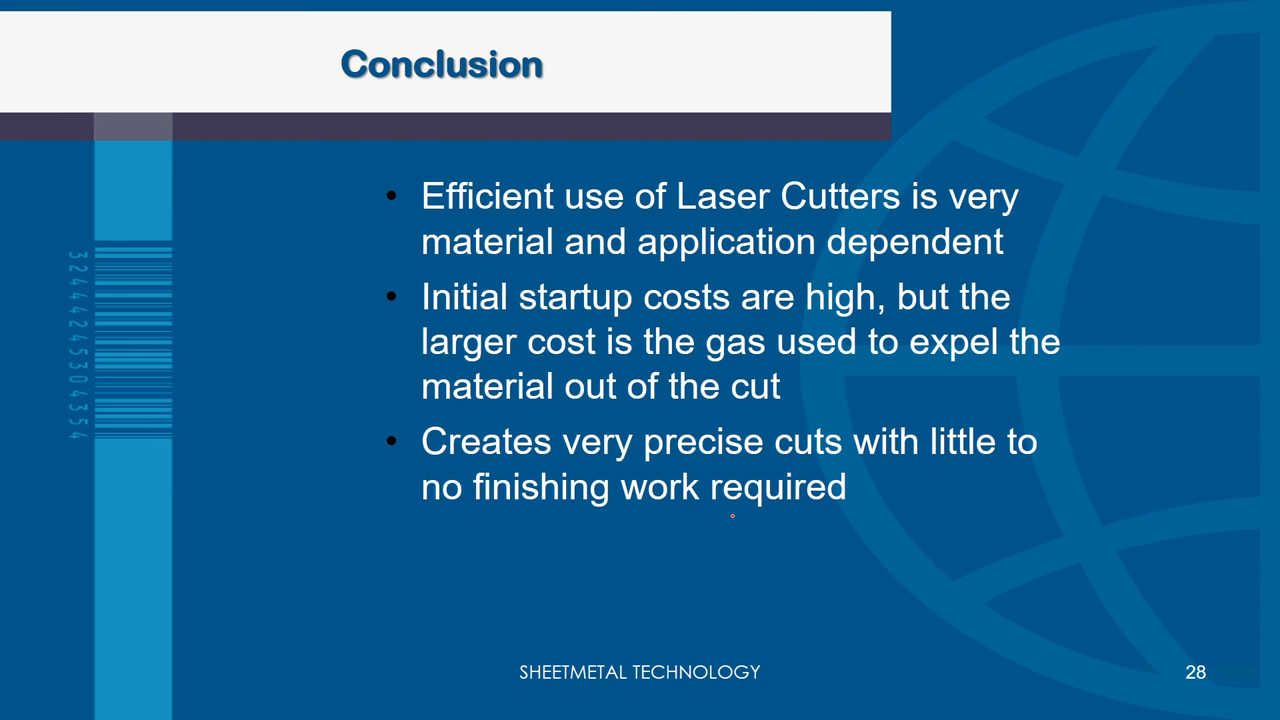 Conclusion
• Efficient use of Laser Cutters is very
material and application dependent
• Initial startup costs are high, but the
larger cost is the gas used to expel the
material out of the cut
• Creates very precise cuts with little to
no finishing work required
324442445304354
SHEETMETAL TECHNOLOGY
28